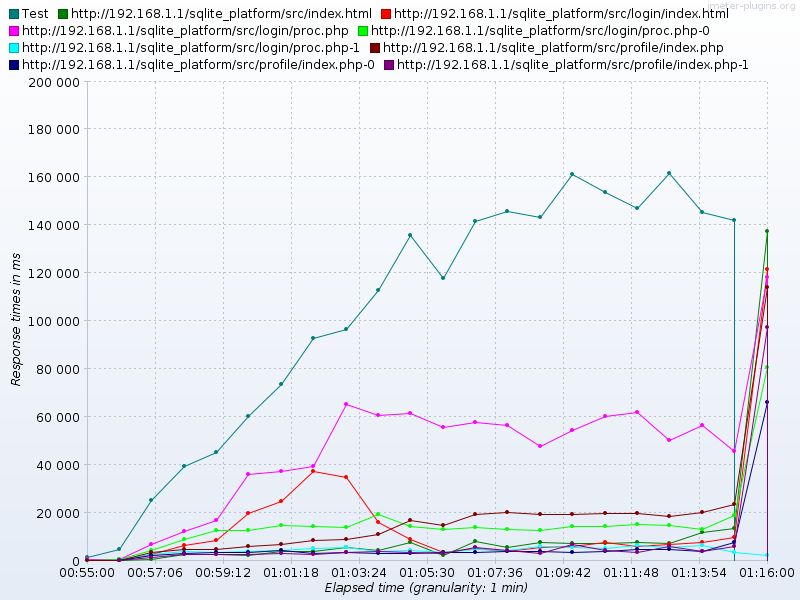 jmeter-plugins.org
Test http://192.168.1.1/sqlite_platform/src/index.html http://192.168.1.1/sqlite_platform/src/login/index.html
http://192.168.1.1/sqlite_platform/src/login/proc.php http://192.168.1.1/sqlite_platform/src/login/proc.php-0
http://192.168.1.1/sqlite_platform/src/login/proc.php-1 http://192.168.1.1/sqlite_platform/src/profile/index.php
http://192.168.1.1/sqlite_platform/src/profile/index.php-0 http://192.168.1.1/sqlite_platform/src/profile/index.php-1
200 000
180 000
160 000
140 000
120 000
100 000
80 000
60 000
40 000
20 000
0
Response times in ms
00:55:00 00:57:06 00:59:12 01:01:18 01:03:24 01:05:30 01:07:36 01:09:42 01:11:48 01:13:54 01:16:00
Elapsed time (granularity: 1 min)